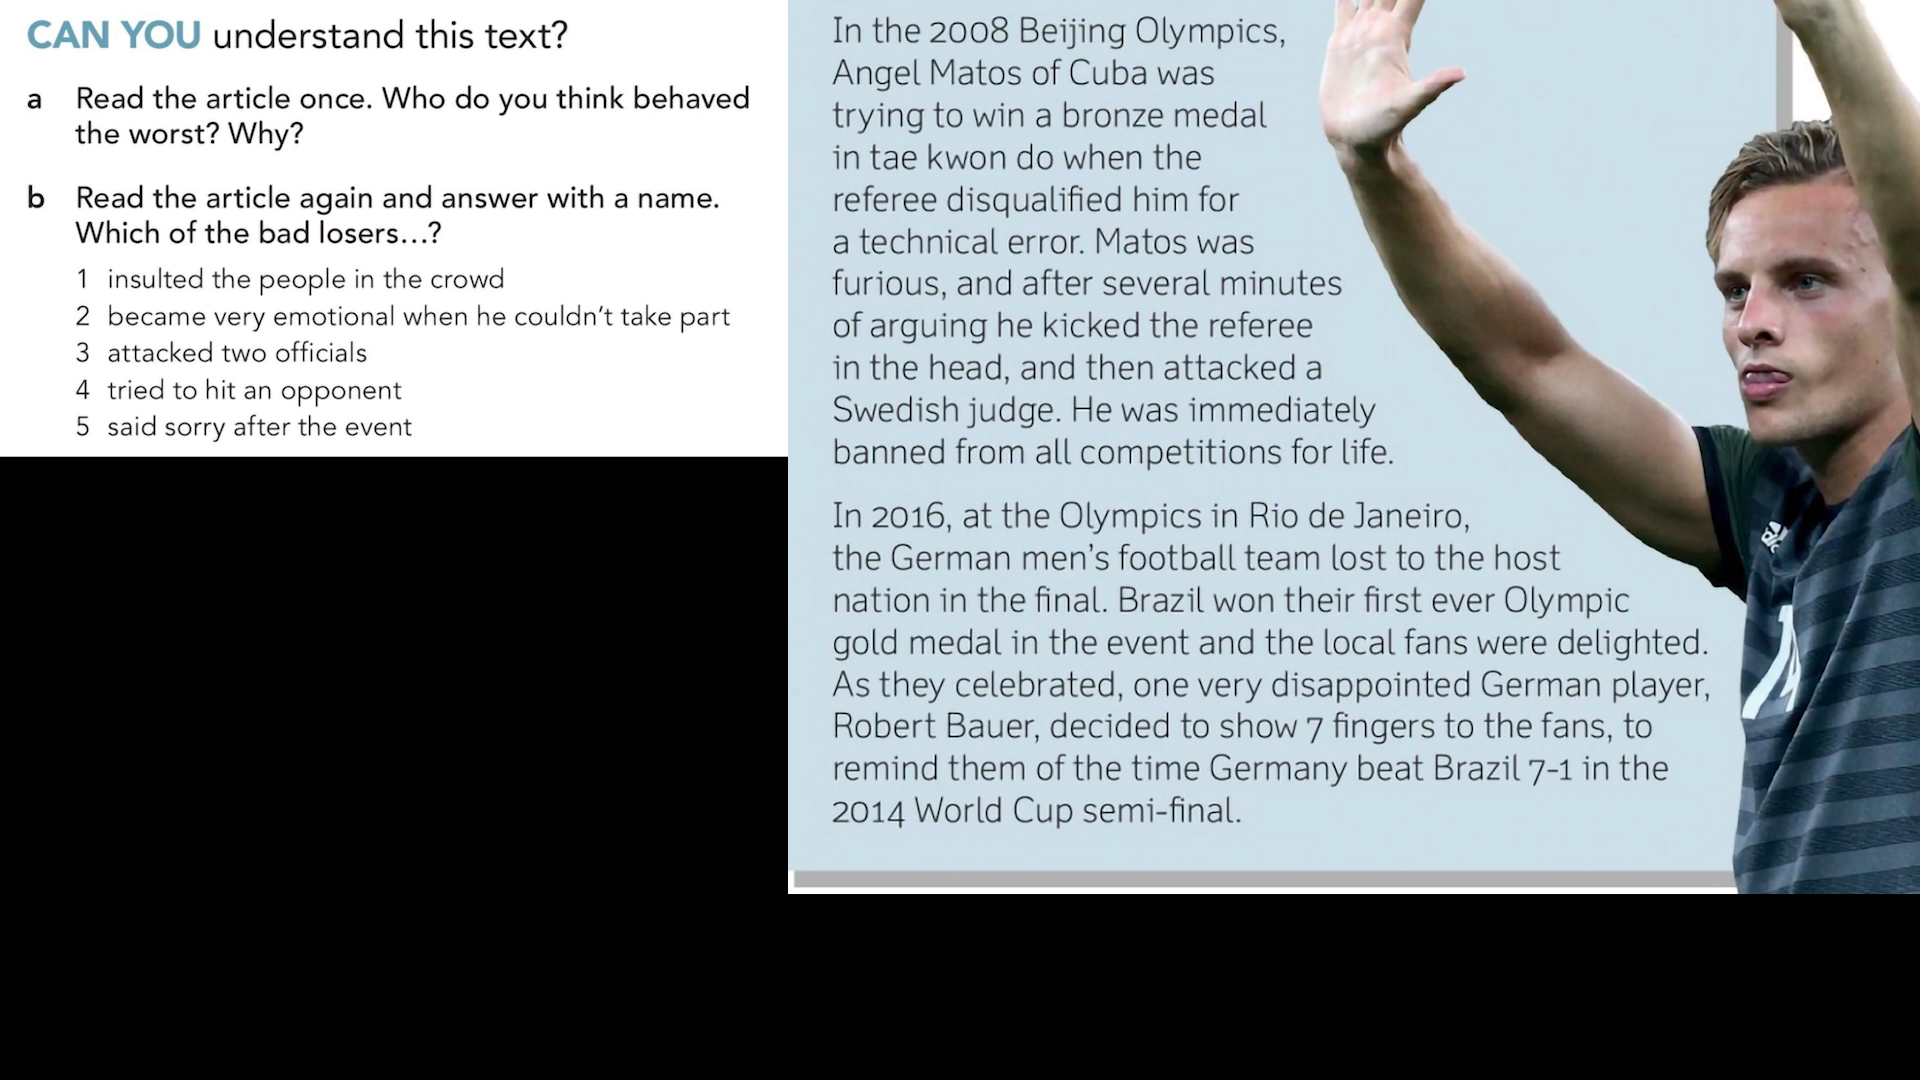 CAN YOU understand this text?
a Read the article once. Who do you think behaved
the worst? Why?
b Read the article again and answer with a name.
Which of the bad losers…?
1 insulted the people in the crowd
2 became very emotional when he couldn't take part
3 attacked two officials
4 tried to hit an opponent
5 said sorry after the event
In the 2008 Beijing Olympics,
Angel Matos of Cuba was
trying to win a bronze medal
in tae kwon do when the
referee disqualified him for
a technical error. Matos was
furious, and after several minutes
of arguing he kicked the referee
in the head, and then attacked a
Swedish judge. He was immediately
banned from all competitions for life.
In 2016, at the Olympics in Rio de Janeiro,
the German men's football team lost to the host
nation in the final. Brazil won their first ever Olympic
gold medal in the event and the local fans were delighted.
As they celebrated, one very disappointed German player,
Robert Bauer, decided to show 7 fingers to the fans, to
remind them of the time Germany beat Brazil 7-1 in the
2014 World Cup semi-final.